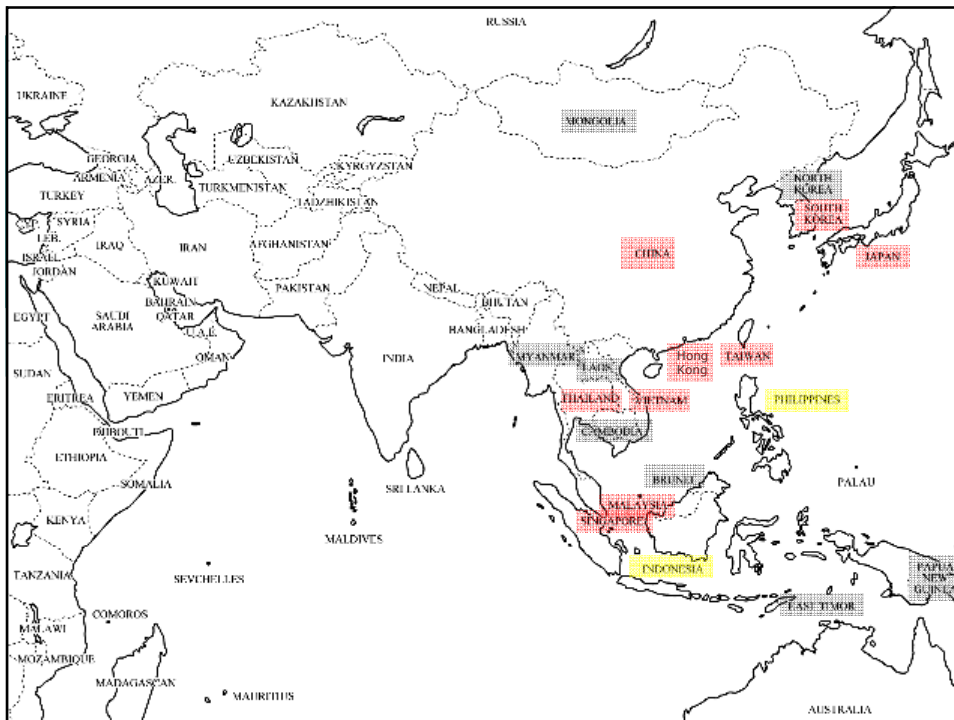 RUSSIA
UKRAINE
KAZAKHSTAN
MONGOLIA
GEORGIA
UZBEKISTAN
KYRGYZSTAN
ARMENIA
AZER.
TURKMENISTAN
TADZHIKISTAN
TURKEY
NORTH
KOREA
SOUTH
KOREA
SYRIA
LEB.
IRAQ
IRAN
AFGHANISTAN
CHINA
JAPAN
ISRAEL
JORDAN
KUWAIT
PAKISTAN
NEPAL
BHUTAN
BAHRAIN
QATAR
EGYPT
SAUDI
ARABIA
U.A.E.
BANGLADESH
OMAN
INDIA
MYANMAR
LAOS
Hong
Kong
TAIWAN
SUDAN
ERITREA
YEMEN
THAILAND
VIETNAM
PHILIPPINES
DJIBOUTI
CAMBODIA
ETHIOPIA
SOMALIA
SRI LANKA
BRUNEI
PALAU
KENYA
MALDIVES
MALAYSIA
SINGAPORE
TANZANIA
SEYCHELLES
INDONESIA
PAPUA
NEW
GUINEA
COMOROS
EAST TIMOR
MALAWI
MOZAMBIQUE
MADAGASCAN
MAURITIUS
AUSTRALIA